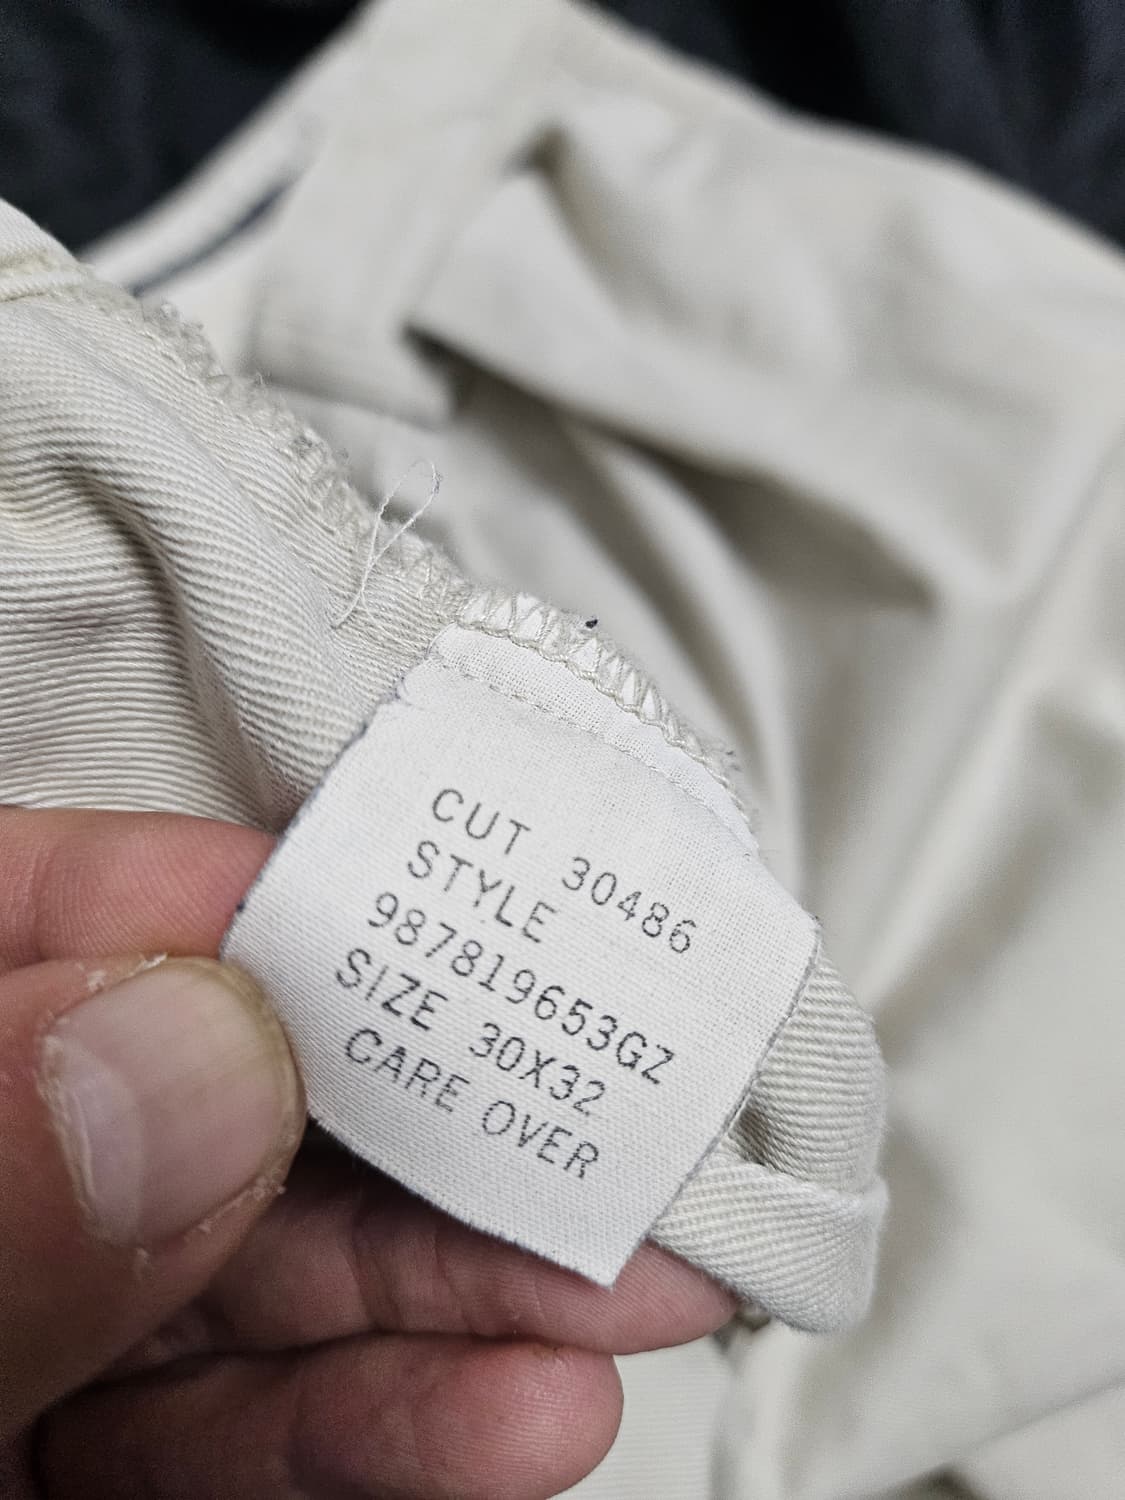 CUT 30486
STYLE
987819653GZ
SIZE 30X32
CARE OVER